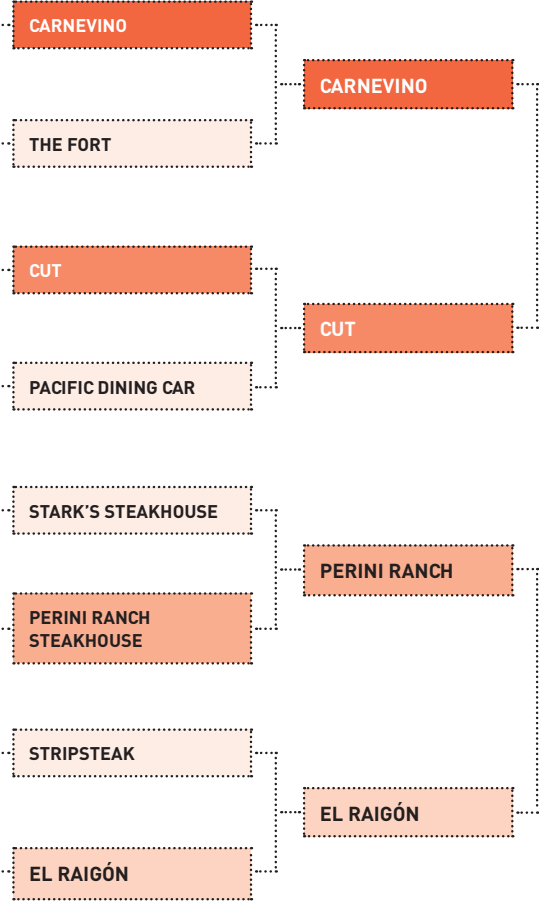 CARNEVINO
THE FORT
CARNEVINO
CUT
PACIFIC DINING CAR
CUT
STARK'S STEAKHOUSE
PERINI RANCH
STEAKHOUSE
PERINI RANCH
STRIPSTEAK
EL RAIGÓN
EL RAIGÓN